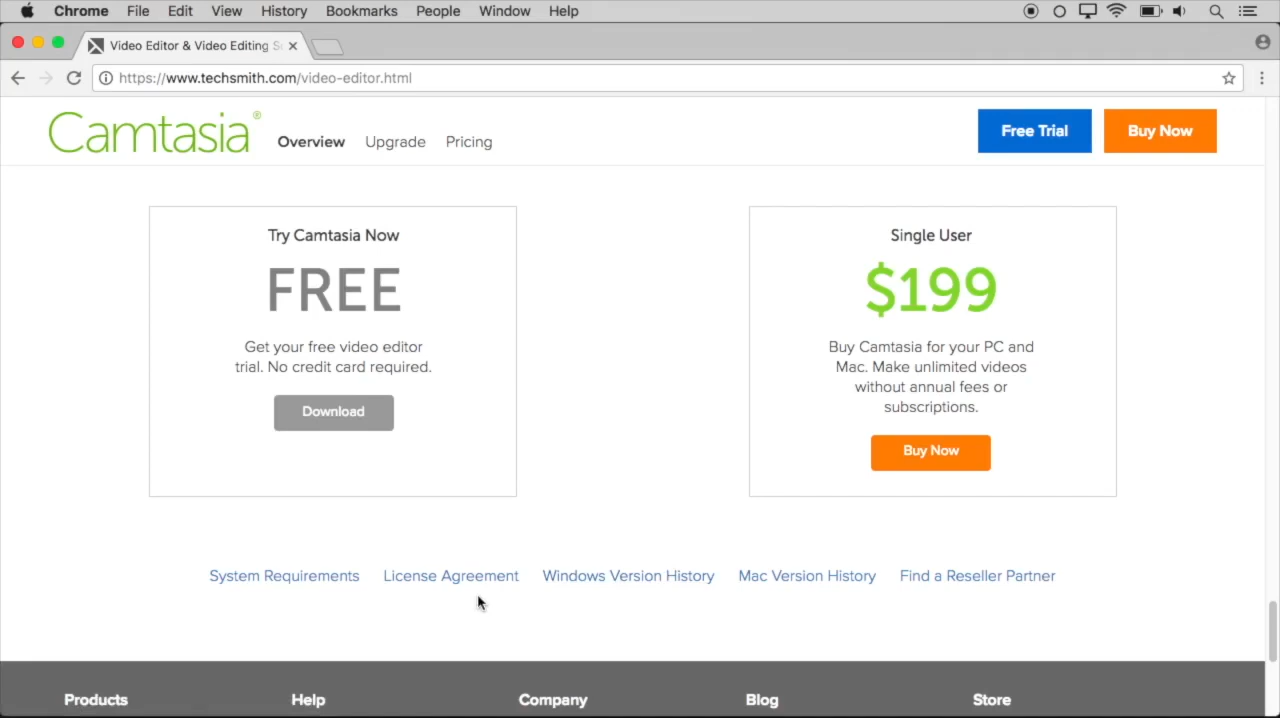 Chrome File Edit View History Bookmarks People Window Help
Video Editor & Video Editing S
https://www.techsmith.com/video-editor.html
Camtasia® Overview Upgrade Pricing Free Trial Buy Now
Try Camtasia Now
FREE
Get your free video editor
trial. No credit card required.
Download
Single User
$199
Buy Camtasia for your PC and
Mac. Make unlimited videos
without annual fees or
subscriptions.
Buy Now
System Requirements License Agreement Windows Version History Mac Version History Find a Reseller Partner
Products Help Company Blog Store